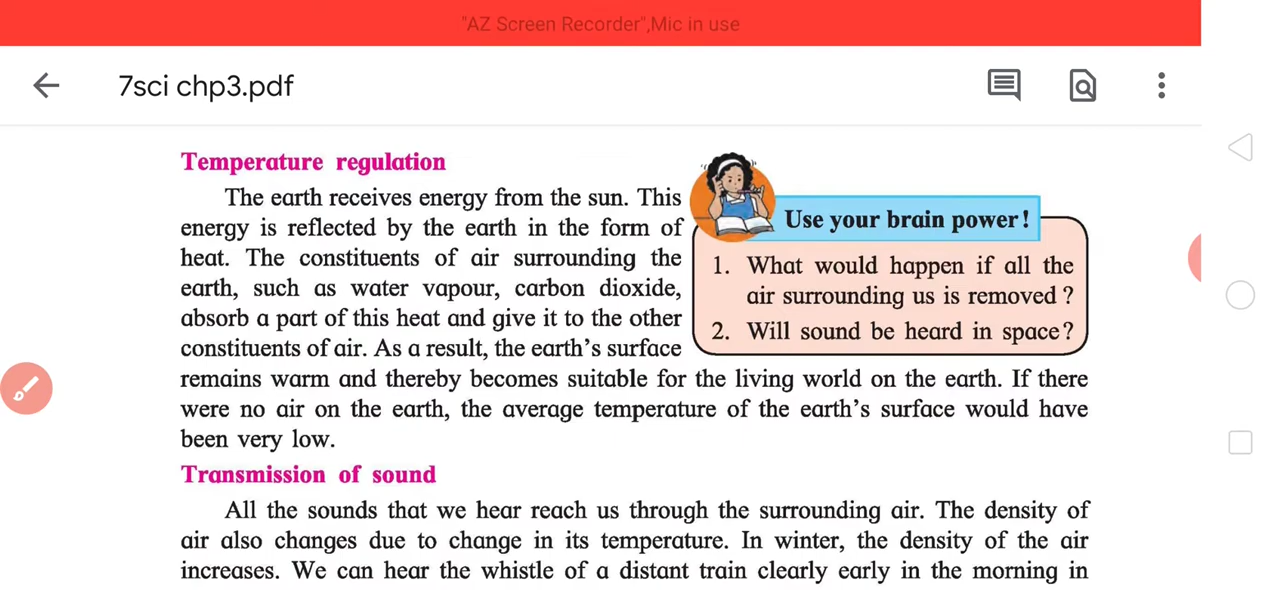 "AZ Screen Recorder",Mic in use
7sci chp3.pdf
Temperature regulation
The earth receives energy from the sun. This
energy is reflected by the earth in the form of
heat. The constituents of air surrounding the
earth, such as water vapour, carbon dioxide,
absorb a part of this heat and give it to the other
constituents of air. As a result, the earth's surface
remains warm and thereby becomes suitable for the living world on the earth. If there
were no air on the earth, the average temperature of the earth's surface would have
been very low.
Use your brain power!
1. What would happen if all the
air surrounding us is removed ?
2. Will sound be heard in space?
Transmission of sound
All the sounds that we hear reach us through the surrounding air. The density of
air also changes due to change in its temperature. In winter, the density of the air
increases. We can hear the whistle of a distant train clearly early in the morning in